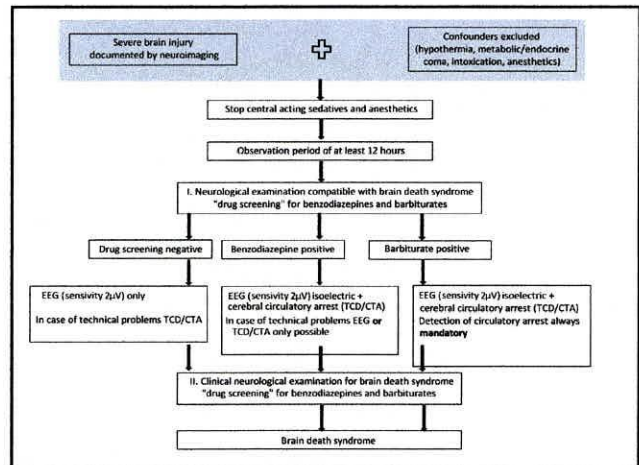 Severe brain injury
documented by neuroimaging
Confounders excluded
(hypothermia, metabolic/endocrine
coma, intoxication, anesthetics)
Stop central acting sedatives and anesthetics
Observation period of at least 12 hours
I. Neurological examination compatible with brain death syndrome
"drug screening" for benzodiazepines and barbiturates
Drug screening negative
Benzodiazepine positive
Barbiturate positive
EEG (sensivity 2µV) only
In case of technical problems TCD/CTA
EEG (sensivity 2µV) isoelectric +
cerebral circulatory arrest (TCD/CTA)
In case of technical problems EEG or
TCD/CTA only possible
EEG (sensivity 2µV) isoelectric +
cerebral circulatory arrest (TCD/CTA)
Detection of circulatory arrest always
mandatory
II. Clinical neurological examination for brain death syndrome
"drug screening" for benzodiazepines and barbiturates
Brain death syndrome